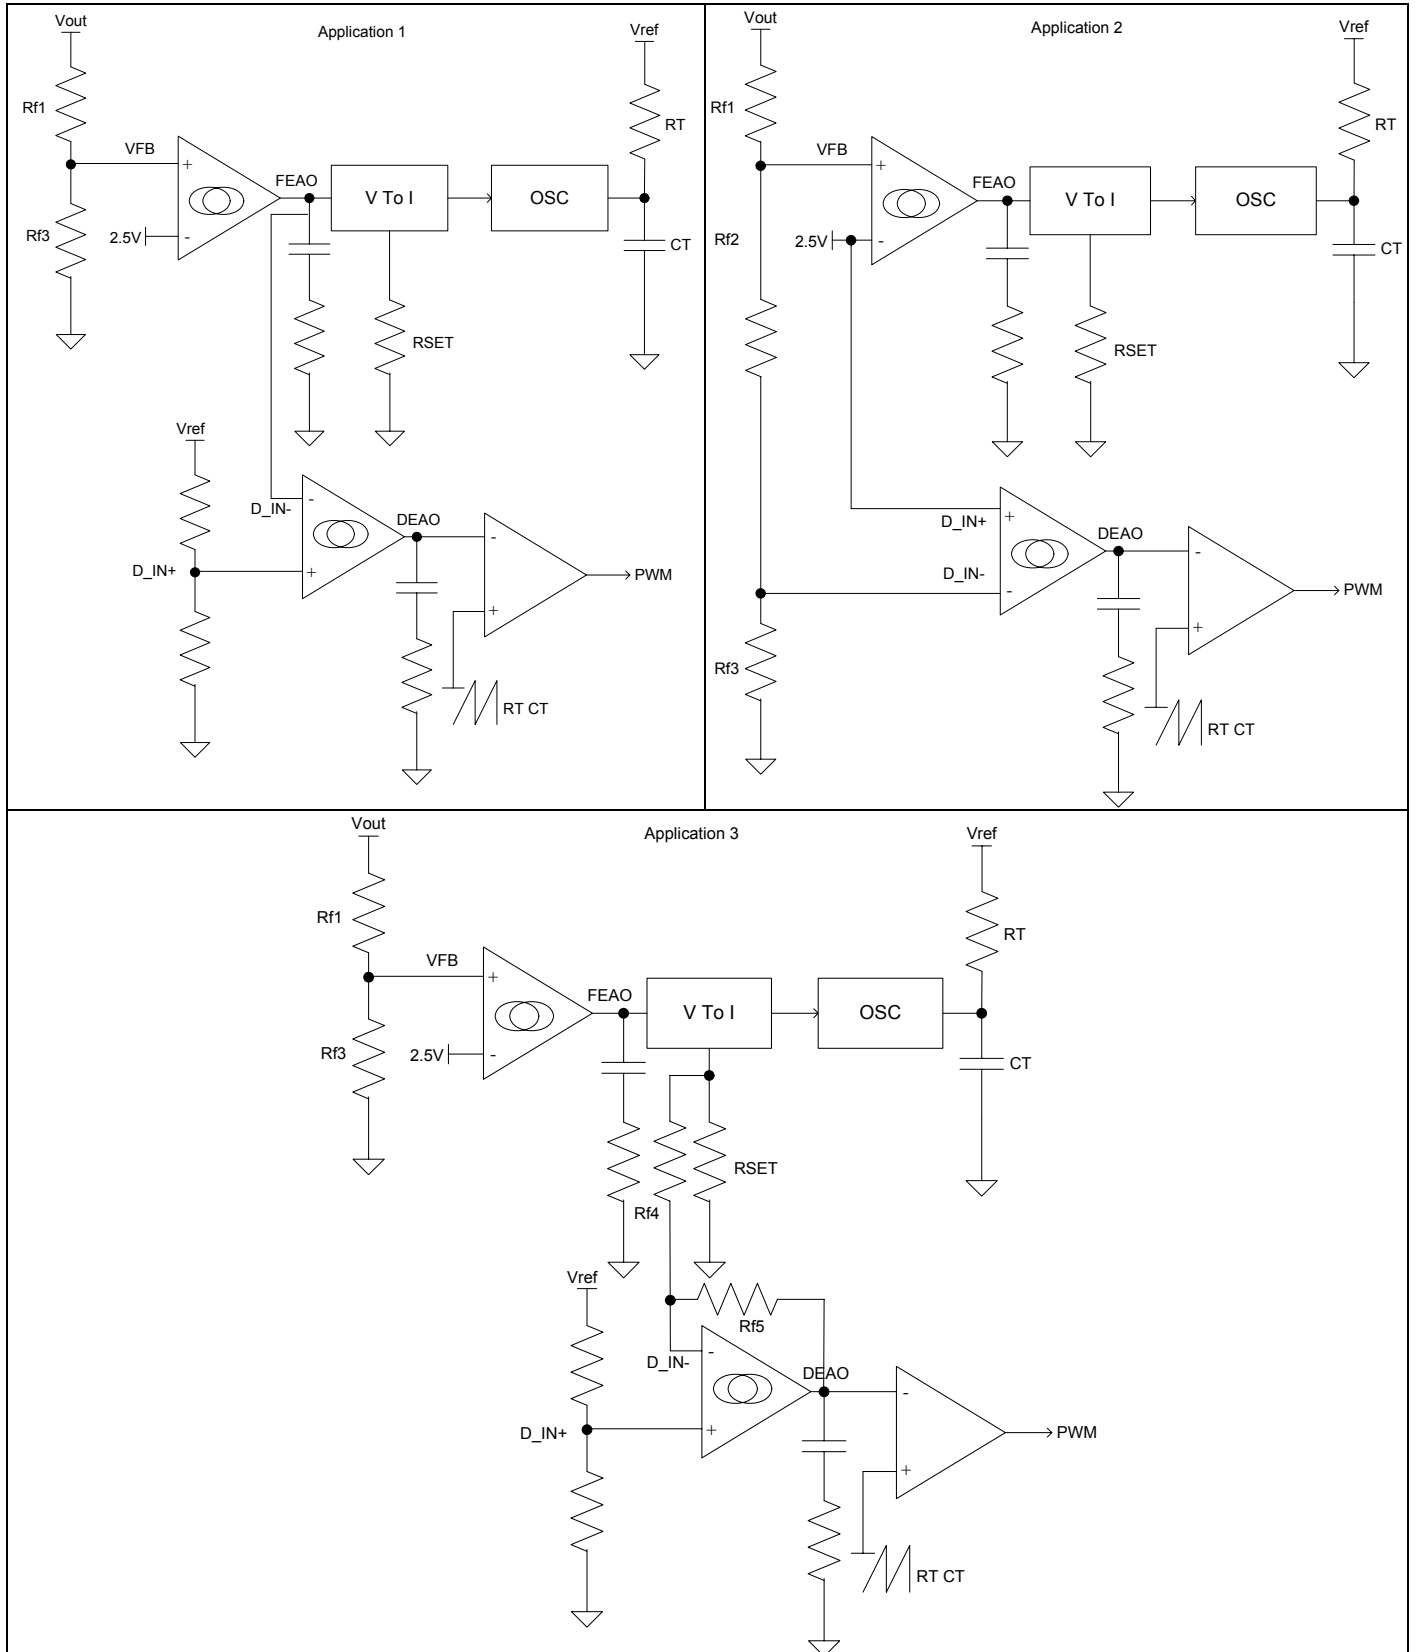 Application 1
Vout
Vref
Rf1
RT
VFB
+
FEAO
V To I
OSC
Rf3
2.5V
-
CT
RSET
Vref
-
D_IN-
DEAO
-
D_IN+
+
PWM
+
RT CT
Application 2
Vout
Vref
Rf1
RT
VFB
+
FEAO
V To I
OSC
Rf2
2.5V
-
CT
RSET
D_IN+
+
DEAO
-
D_IN-
-
PWM
+
Rf3
RT CT
Application 3
Vout
Vref
Rf1
RT
VFB
+
FEAO
V To I
OSC
Rf3
2.5V
-
CT
RSET
Rf4
Vref
Rf5
-
D_IN-
DEAO
-
D_IN+
+
PWM
+
RT CT